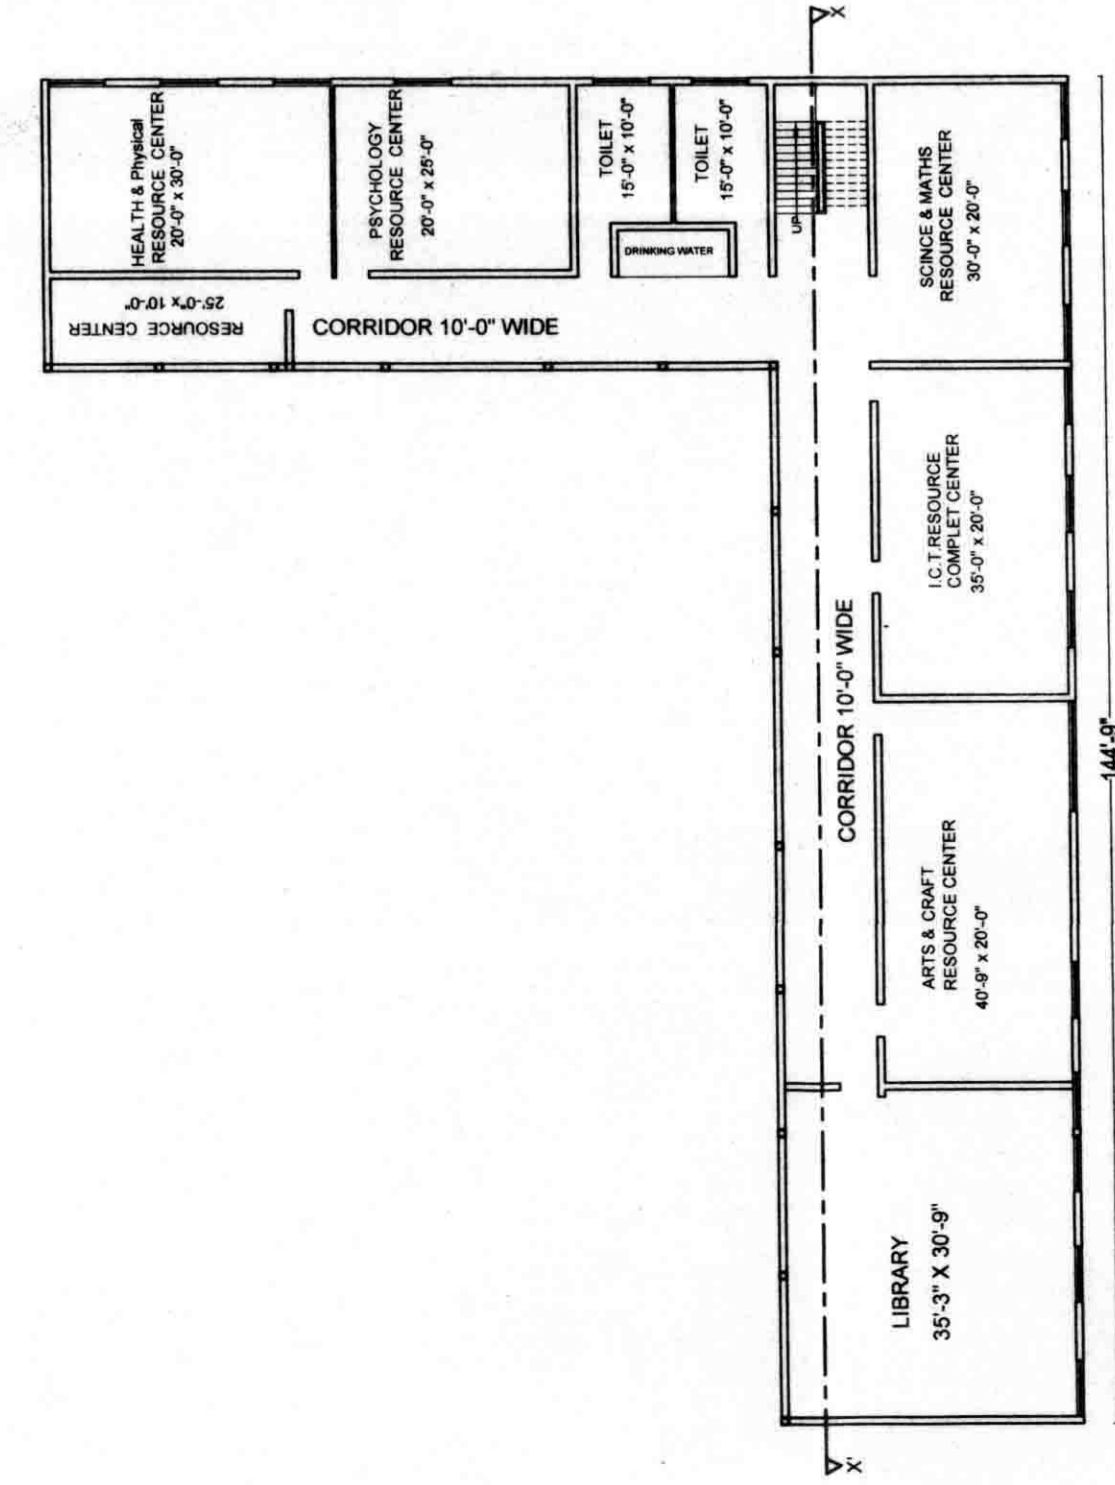 X
HEALTH & Physical
RESOURCE CENTER
20'-0" x 30'-0"
PSYCHOLOGY
RESOURCE CENTER
20'-0" x 25'-0"
TOILET
15'-0" x 10'-0"
TOILET
15'-0" x 10'-0"
UP
DRINKING WATER
SCINCE & MATHS
RESOURCE CENTER
30'-0" x 20'-0"
RESOURCE CENTER
25'-0"x 10'-0"
CORRIDOR 10'-0" WIDE
I.C.T.RESOURCE
COMPLET CENTER
35'-0" x 20'-0"
CORRIDOR 10'-0" WIDE
144'-9"
ARTS & CRAFT
RESOURCE CENTER
40'-9" x 20'-0"
LIBRARY
35'-3" X 30'-9"
X'